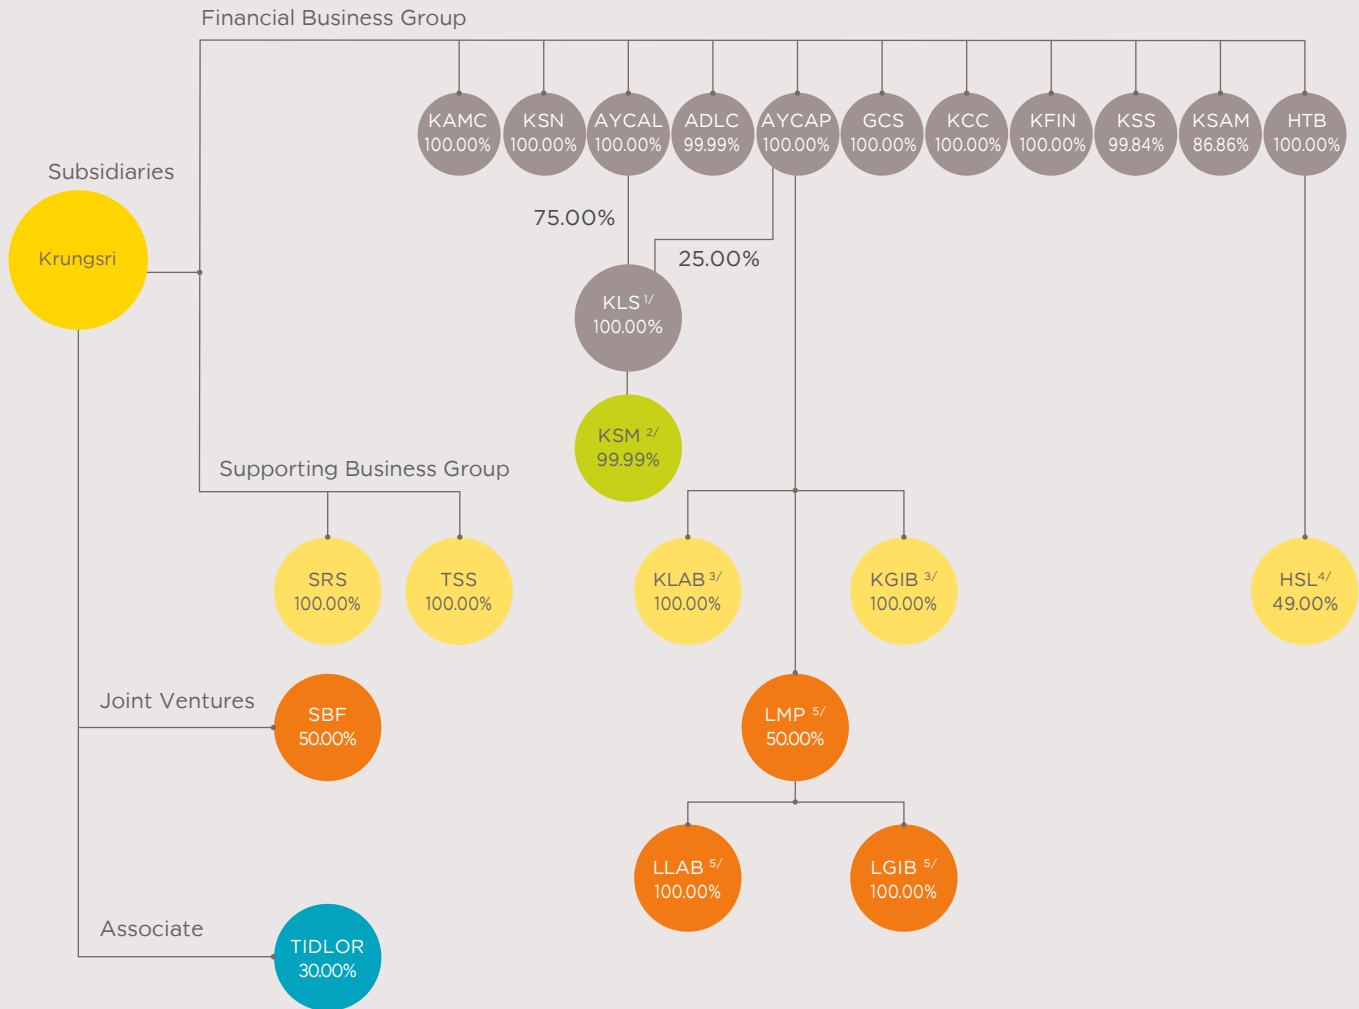 Financial Business Group
KAMC
100.00%
KSN
100.00%
AYCAL
100.00%
ADLC
99.99%
AYCAP
100.00%
GCS
100.00%
KCC
100.00%
KFIN
100.00%
KSS
99.84%
KSAM
86.86%
HTB
100.00%
Subsidiaries
Krungsri
75.00%
25.00%
KLS 1/
100.00%
KSM 2/
99.99%
Supporting Business Group
SRS
100.00%
TSS
100.00%
KLAB 3/
100.00%
KGIB 3/
100.00%
HSL4/
49.00%
Joint Ventures
SBF
50.00%
LMP 5/
50.00%
LLAB 5/
100.00%
LGIB 5/
100.00%
Associate
TIDLOR
30.00%